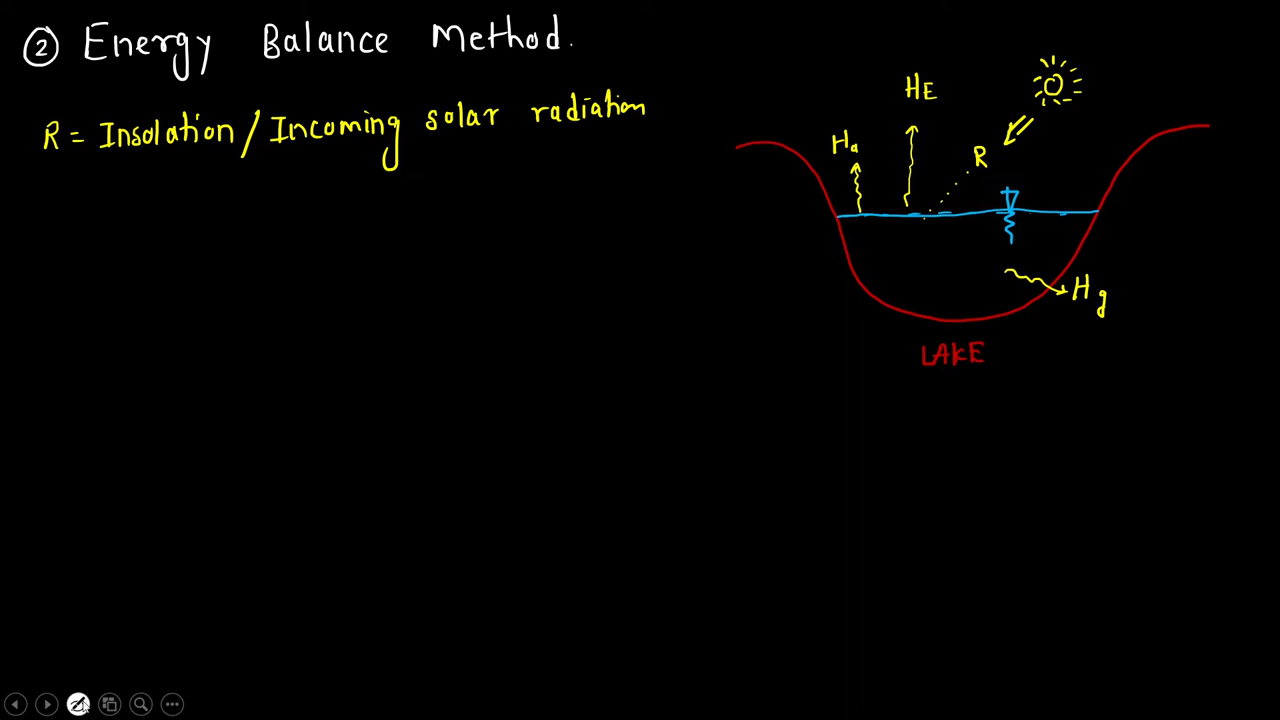 ② Energy Balance Method.
R = Insolation / Incoming solar radiation
HE
Ha
R
Hg
LAKE